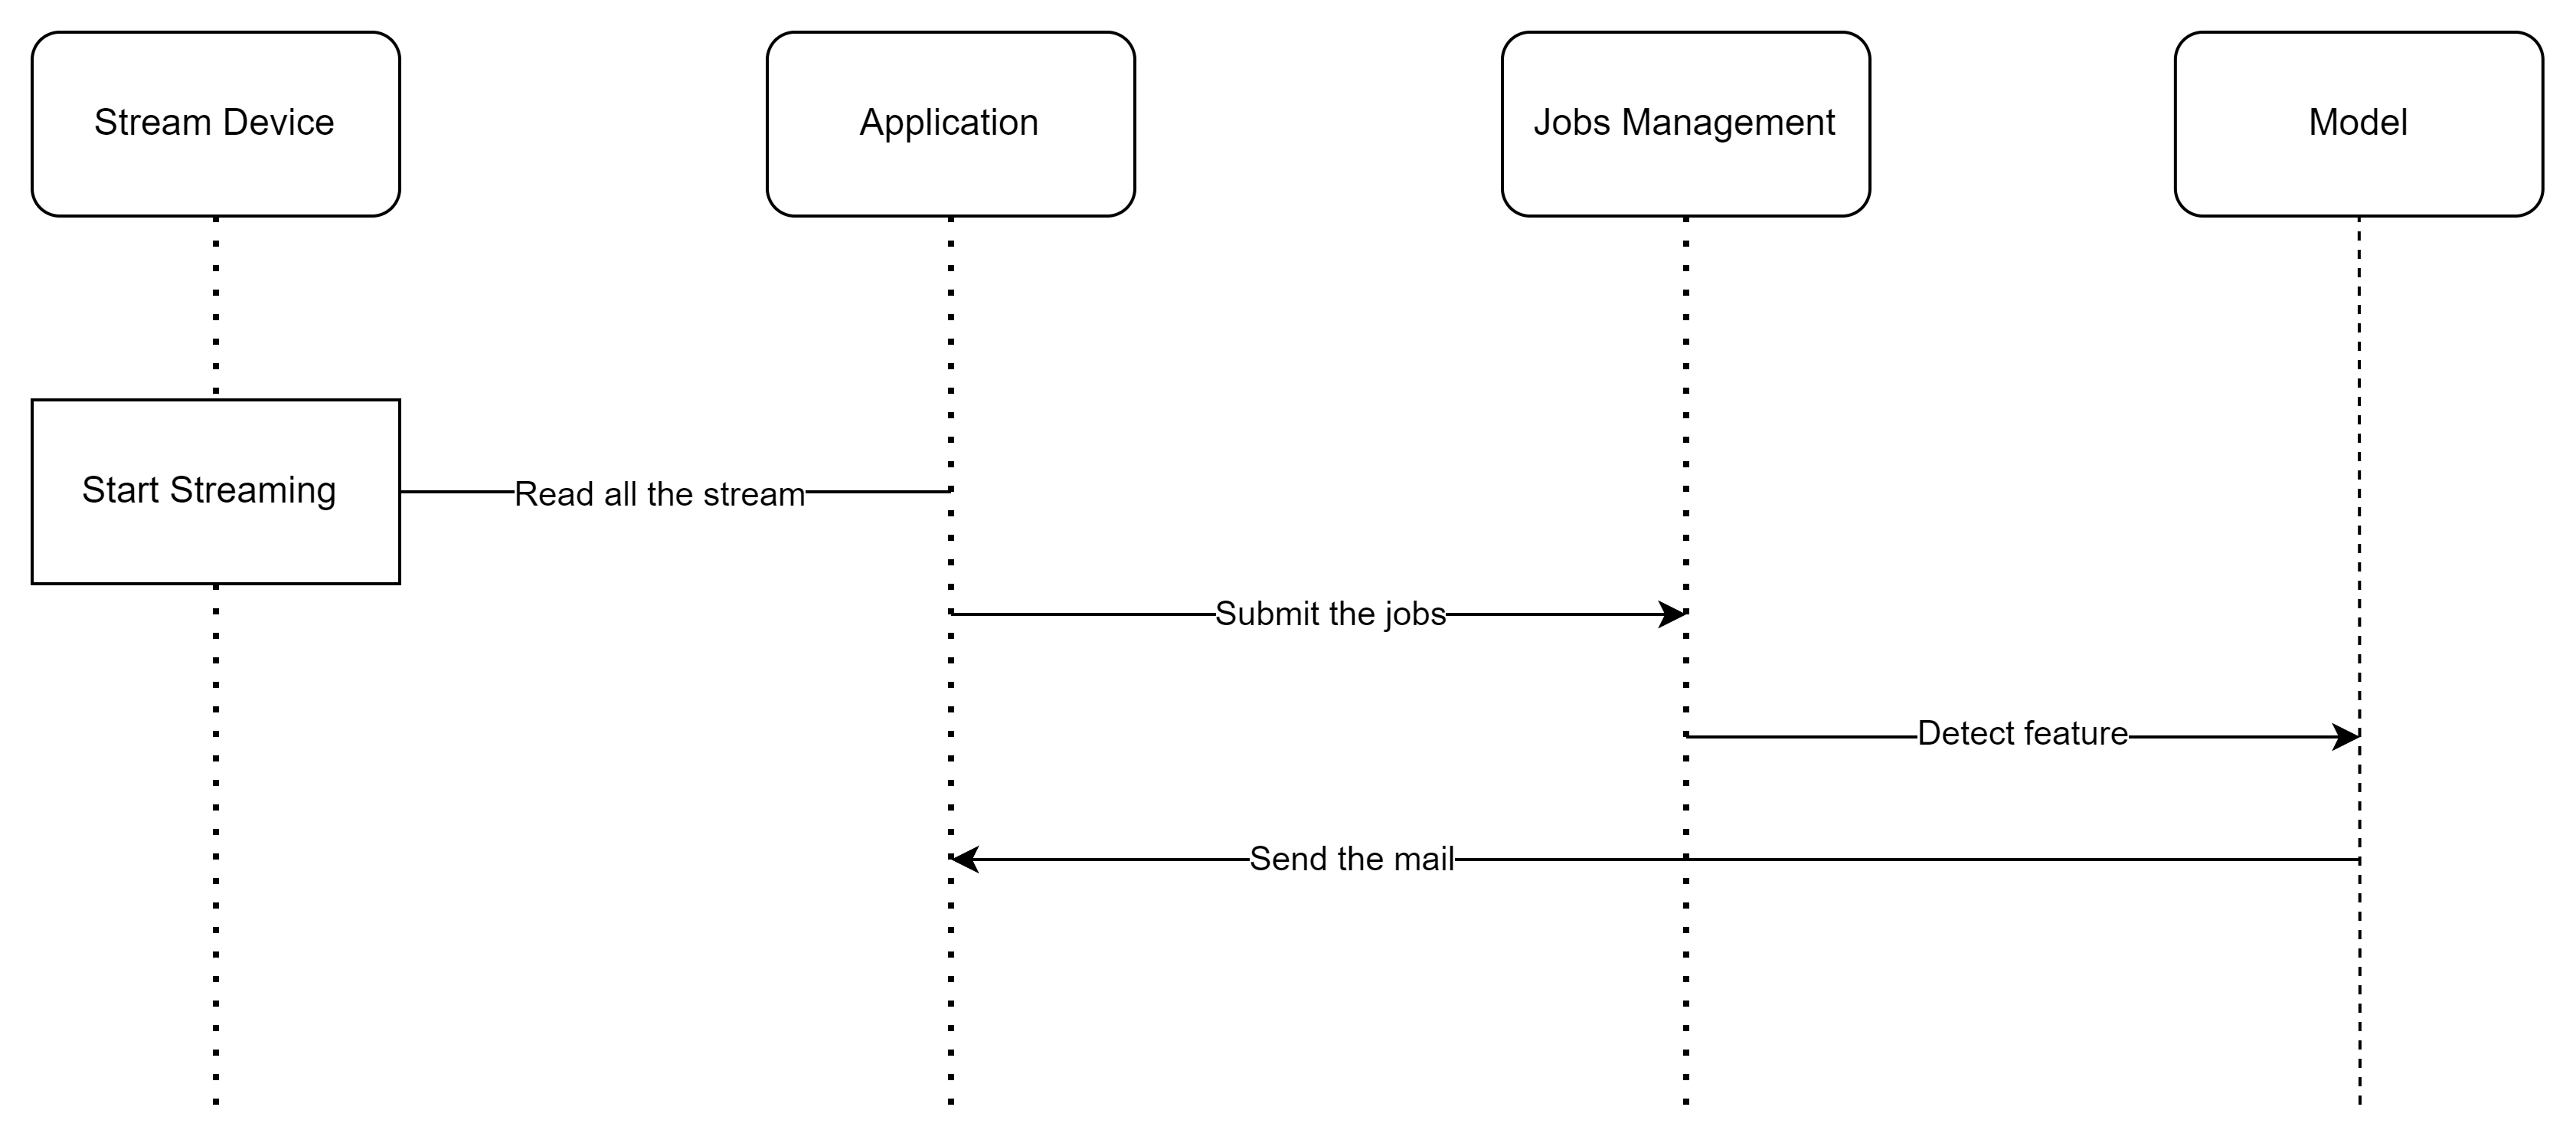 Stream Device
Application
Jobs Management
Model
Start Streaming
Read all the stream
Submit the jobs
Detect feature
Send the mail